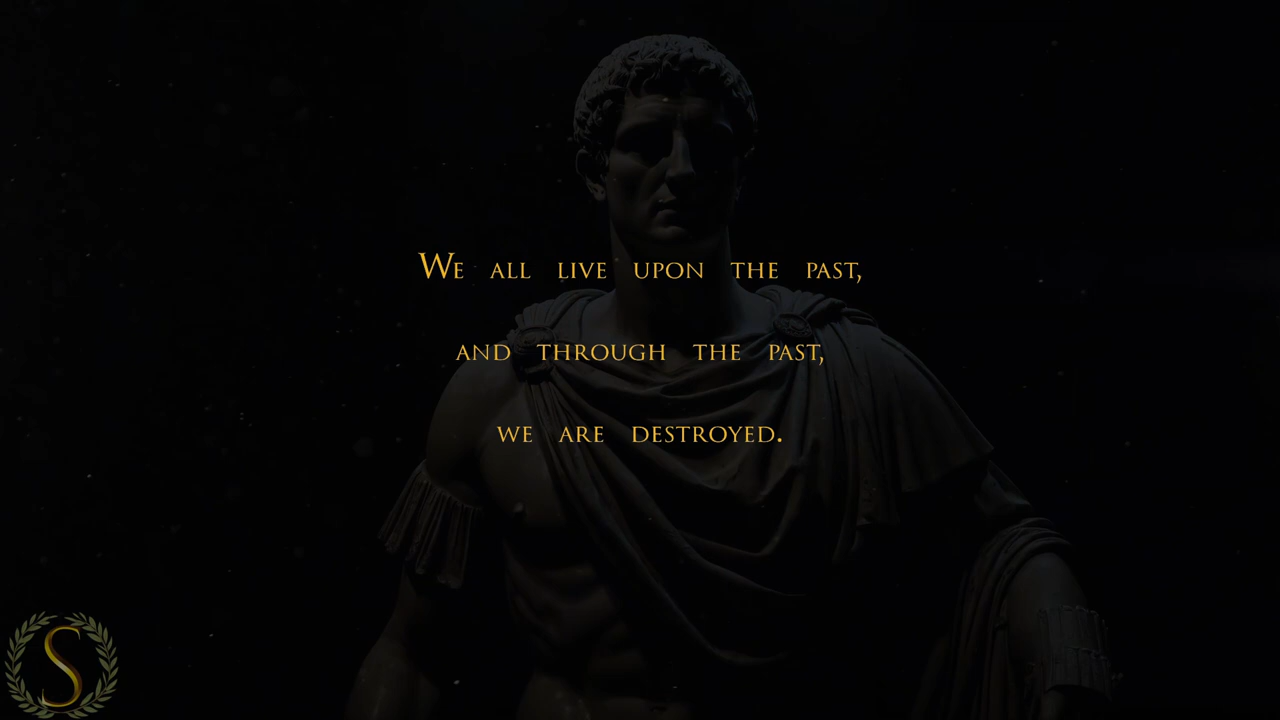 We all live upon the past,
and through the past,
we are destroyed.
S